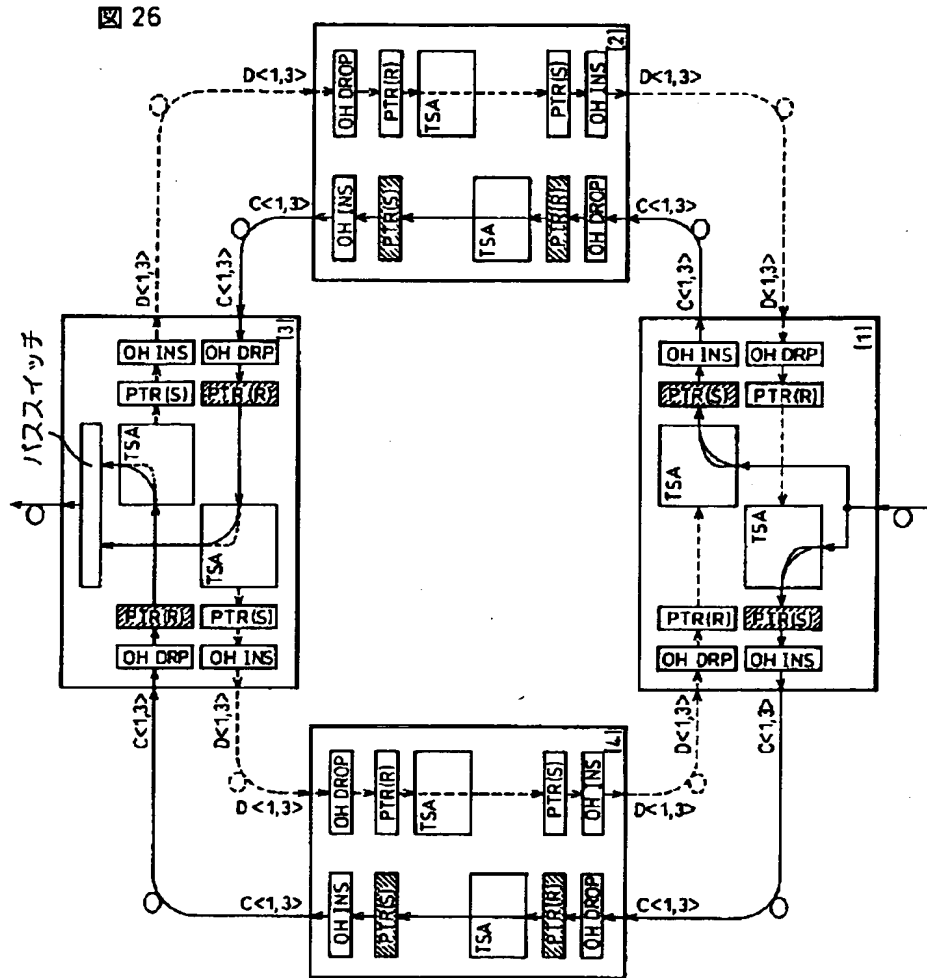 図 26
D<1,3>
OH DROP
PTR(R)
TSA
PTR(S)
OH INS
D<1,3>
[2]
C<1,3>
OH INS
PTR(S)
TSA
PTR(R)
OH DROP
C<1,3>
パススイッチ
D<1,3>
C<1,3>
[3]
OH INS
OH DRP
PTR(S)
PTR(R)
TSA
TSA
PTR(R)
PTR(S)
OH DRP
OH INS
C<1,3>
D<1,3>
C<1,3>
D<1,3>
[1]
OH INS
OH DRP
PTR(S)
PTR(R)
TSA
TSA
PTR(R)
PTR(S)
OH DRP
OH INS
D<1,3>
C<1,3>
D<1,3>
OH DROP
PTR(R)
TSA
PTR(S)
OH INS
D<1,3>
[4]
C<1,3>
OH INS
PTR(S)
TSA
PTR(R)
OH DROP
C<1,3>